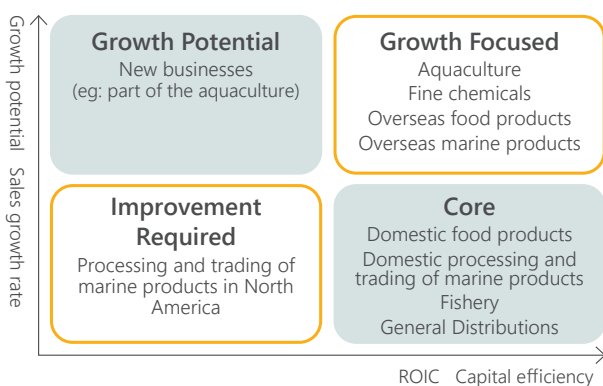 Growth potential Sales growth rate
Growth Potential
New businesses
(eg: part of the aquaculture)
Growth Focused
Aquaculture
Fine chemicals
Overseas food products
Overseas marine products
Improvement
Required
Processing and trading of
marine products in North
America
Core
Domestic food products
Domestic processing and
trading of marine products
Fishery
General Distributions
ROIC Capital efficiency